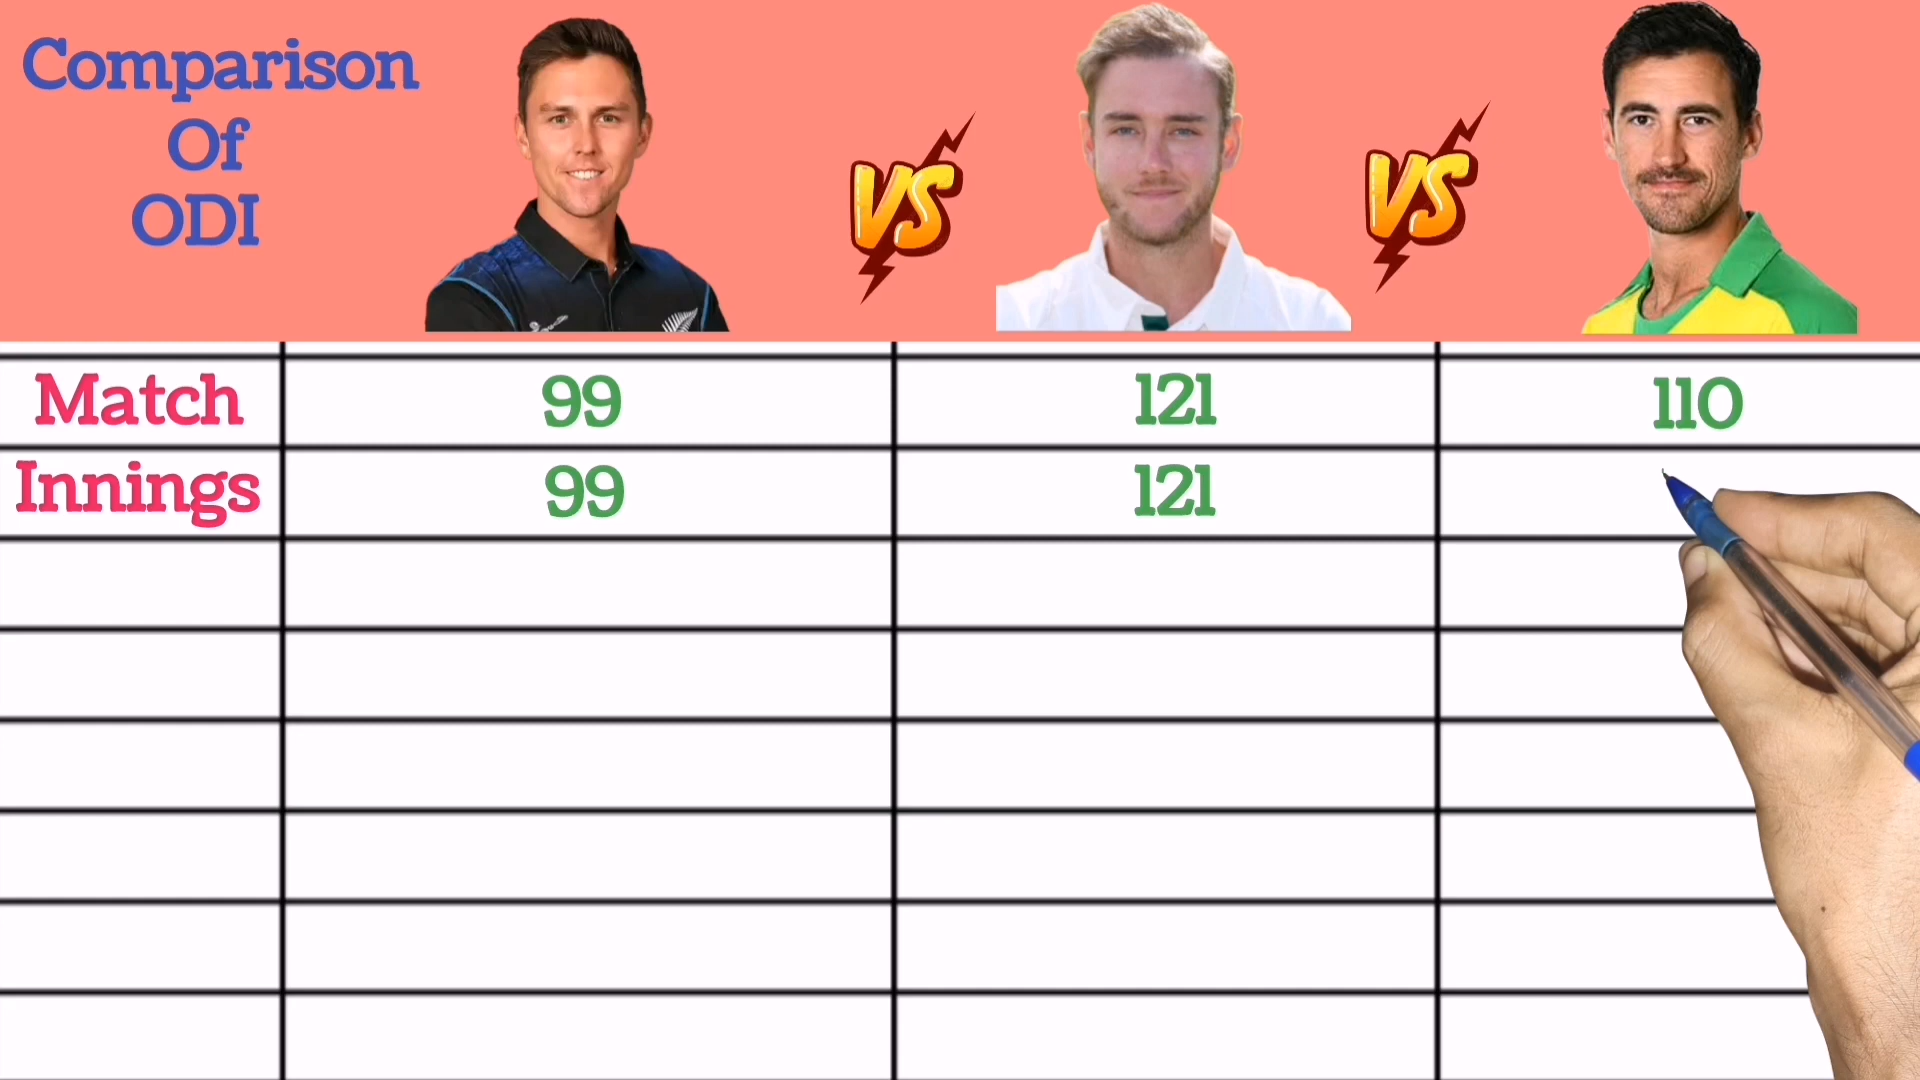 Comparison
Of
ODI
VS
VS
Match 99 121 110
Innings 99 121